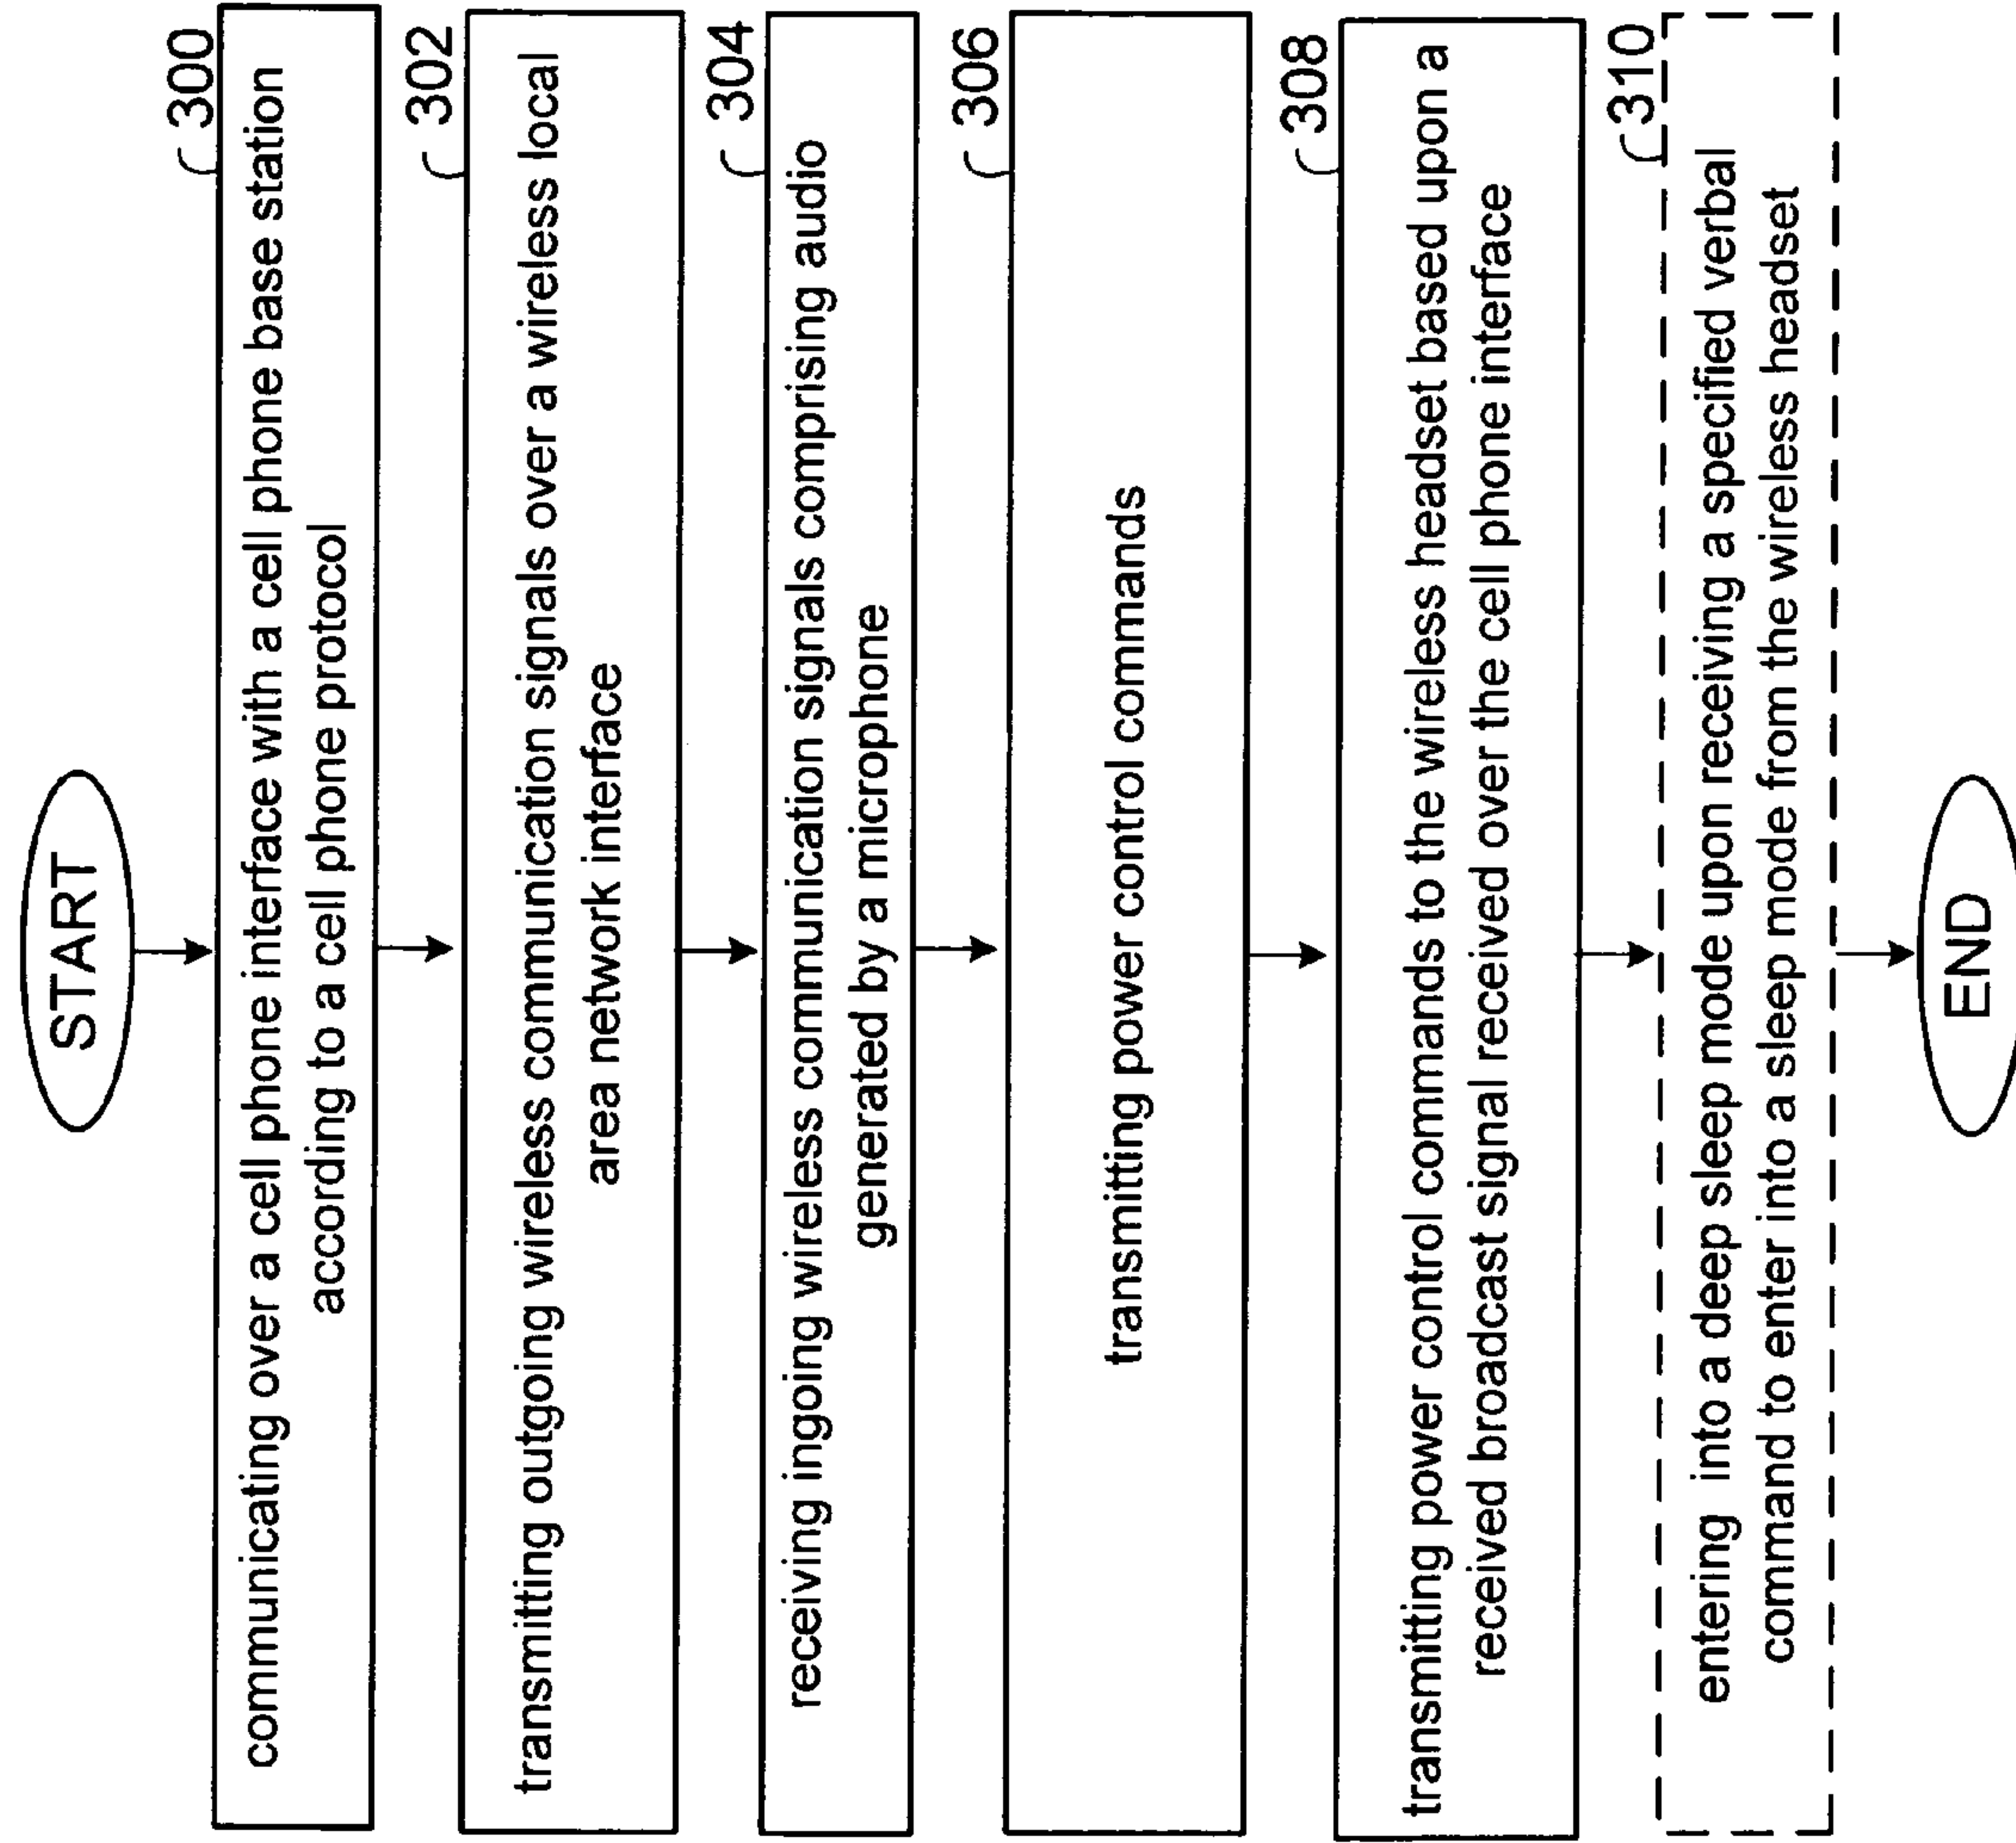 START
300
communicating over a cell phone interface with a cell phone base station
according to a cell phone protocol
302
transmitting outgoing wireless communication signals over a wireless local
area network interface
304
receiving ingoing wireless communication signals comprising audio
generated by a microphone
306
transmitting power control commands
308
transmitting power control commands to the wireless headset based upon a
received broadcast signal received over the cell phone interface
310
entering into a deep sleep mode upon receiving a specified verbal
command to enter into a sleep mode from the wireless headset
END